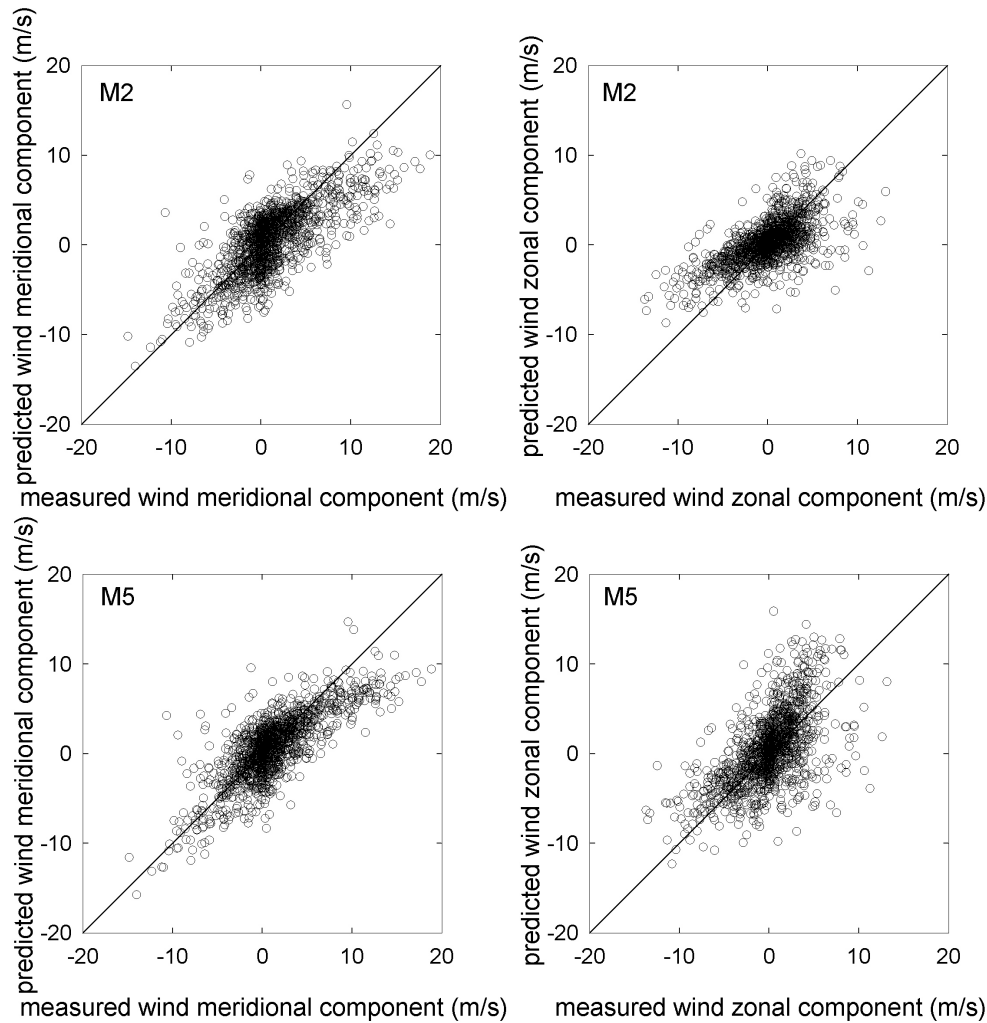 predicted wind meridional component (m/s)
20
10
0
-10
-20
M2
-20 -10 0 10 20
measured wind meridional component (m/s)
predicted wind zonal component (m/s)
20
10
0
-10
-20
M2
-20 -10 0 10 20
measured wind zonal component (m/s)
predicted wind meridional component (m/s)
20
10
0
-10
-20
M5
-20 -10 0 10 20
measured wind meridional component (m/s)
predicted wind zonal component (m/s)
20
10
0
-10
-20
M5
-20 -10 0 10 20
measured wind zonal component (m/s)